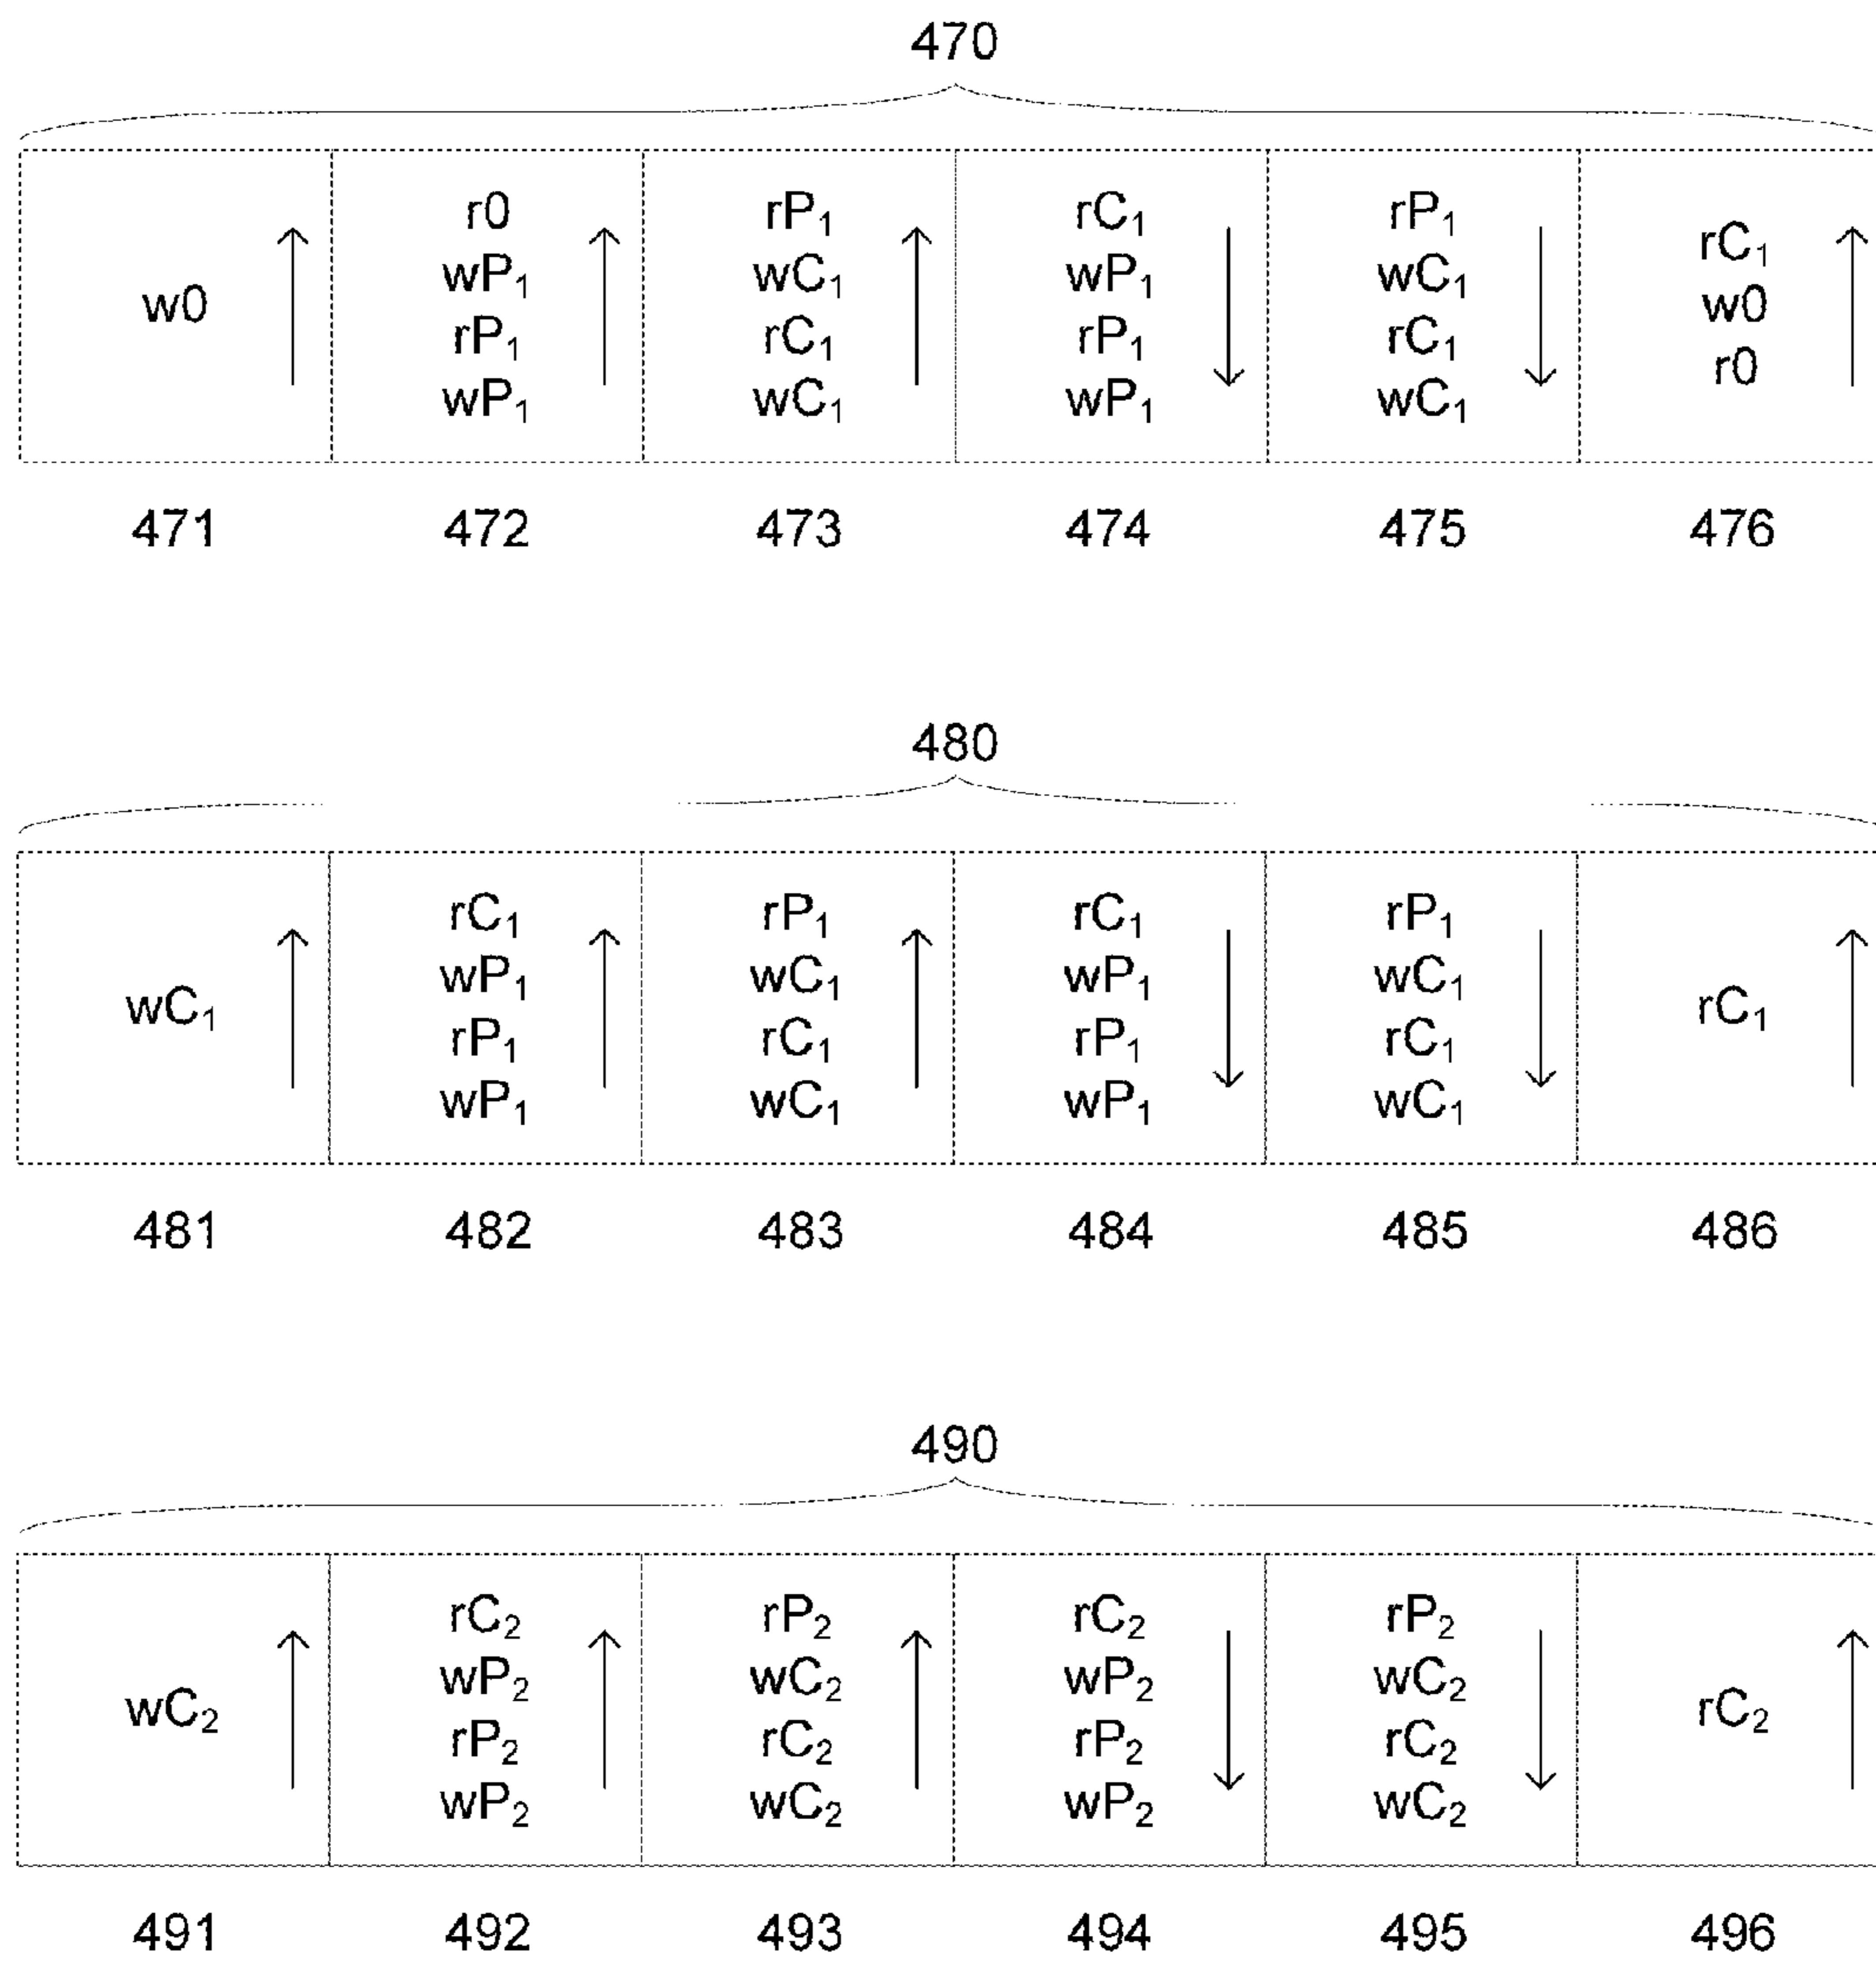 470
w0
r0
wP₁
rP₁
wP₁
rP₁
wC₁
rC₁
wC₁
rC₁
wP₁
rP₁
wP₁
rP₁
wC₁
rC₁
wC₁
rC₁
w0
r0
471 472 473 474 475 476
480
wC₁
rC₁
wP₁
rP₁
wP₁
rP₁
wC₁
rC₁
wC₁
rC₁
wP₁
rP₁
wP₁
rP₁
wC₁
rC₁
wC₁
rC₁
481 482 483 484 485 486
490
wC₂
rC₂
wP₂
rP₂
wP₂
rP₂
wC₂
rC₂
wC₂
rC₂
wP₂
rP₂
wP₂
rP₂
wC₂
rC₂
wC₂
rC₂
491 492 493 494 495 496